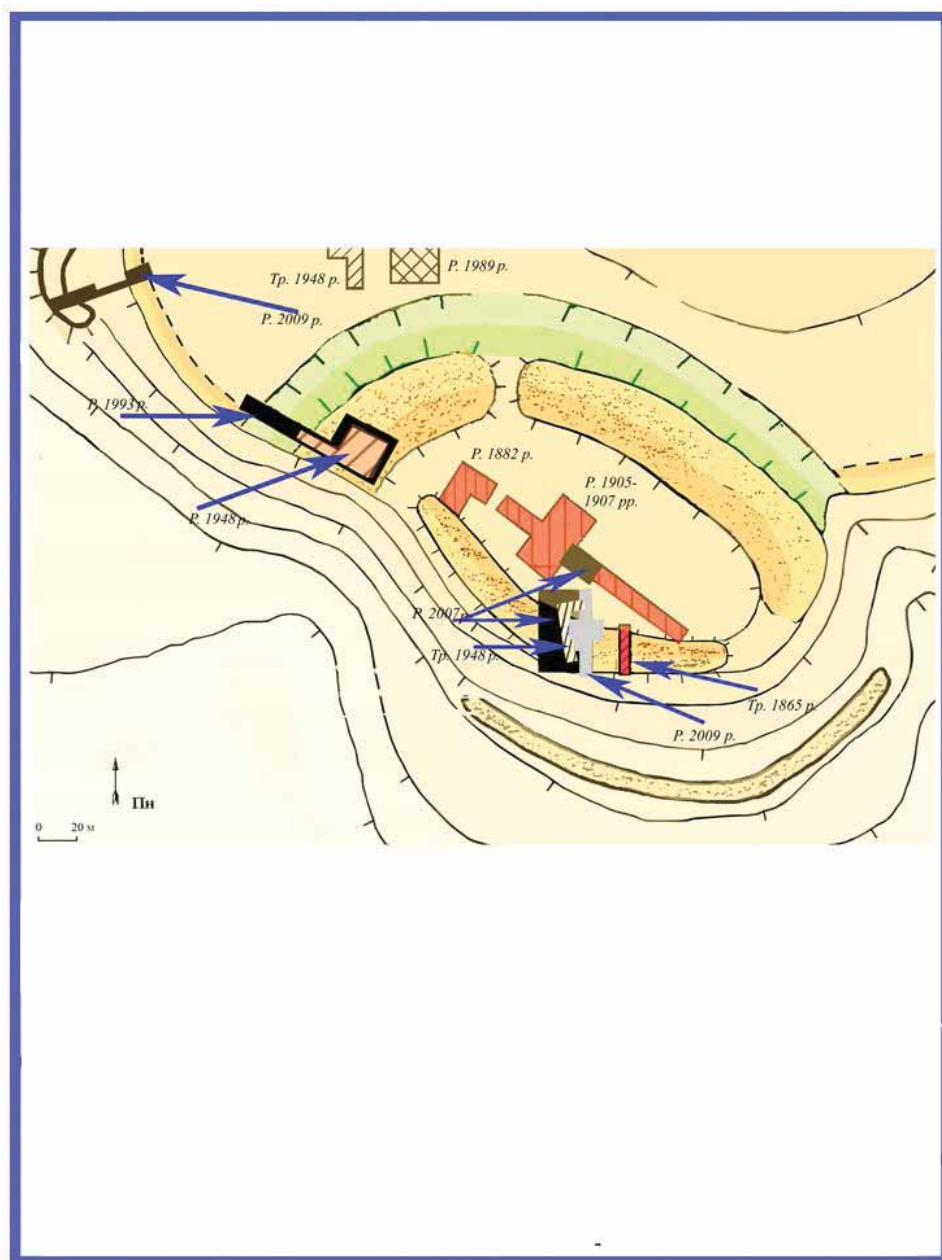 Тр. 1948 р.
Р. 1989 р.
Р. 2009 р.
Р. 1993 р.
Р. 1882 р.
Р. 1905-
1907 рр.
Р. 1948 р.
Р. 2007 р.
Тр. 1948 р.
Тр. 1865 р.
Р. 2009 р.
Пн
0 20 м